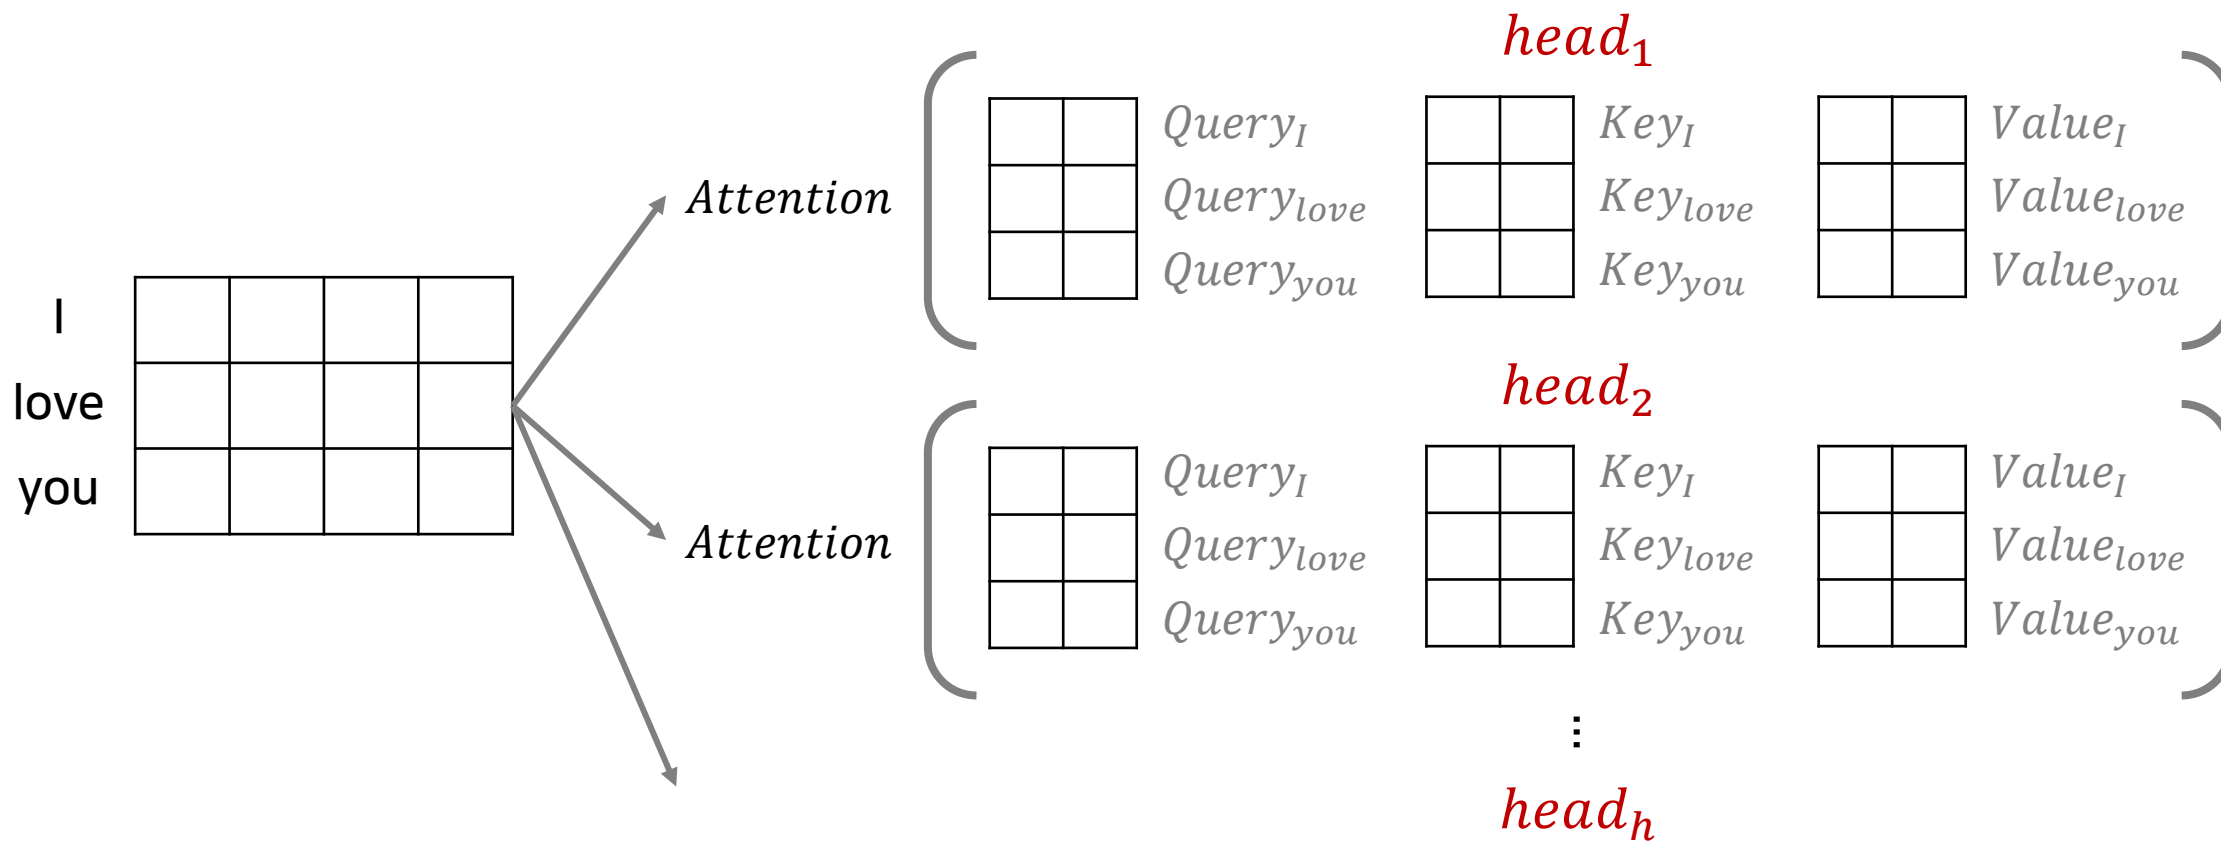 head₁
Attention
Query_I Key_I Value_I
Query_love Key_love Value_love
Query_you Key_you Value_you
I
love
you
head₂
Attention
Query_I Key_I Value_I
Query_love Key_love Value_love
Query_you Key_you Value_you
⋮
head_h